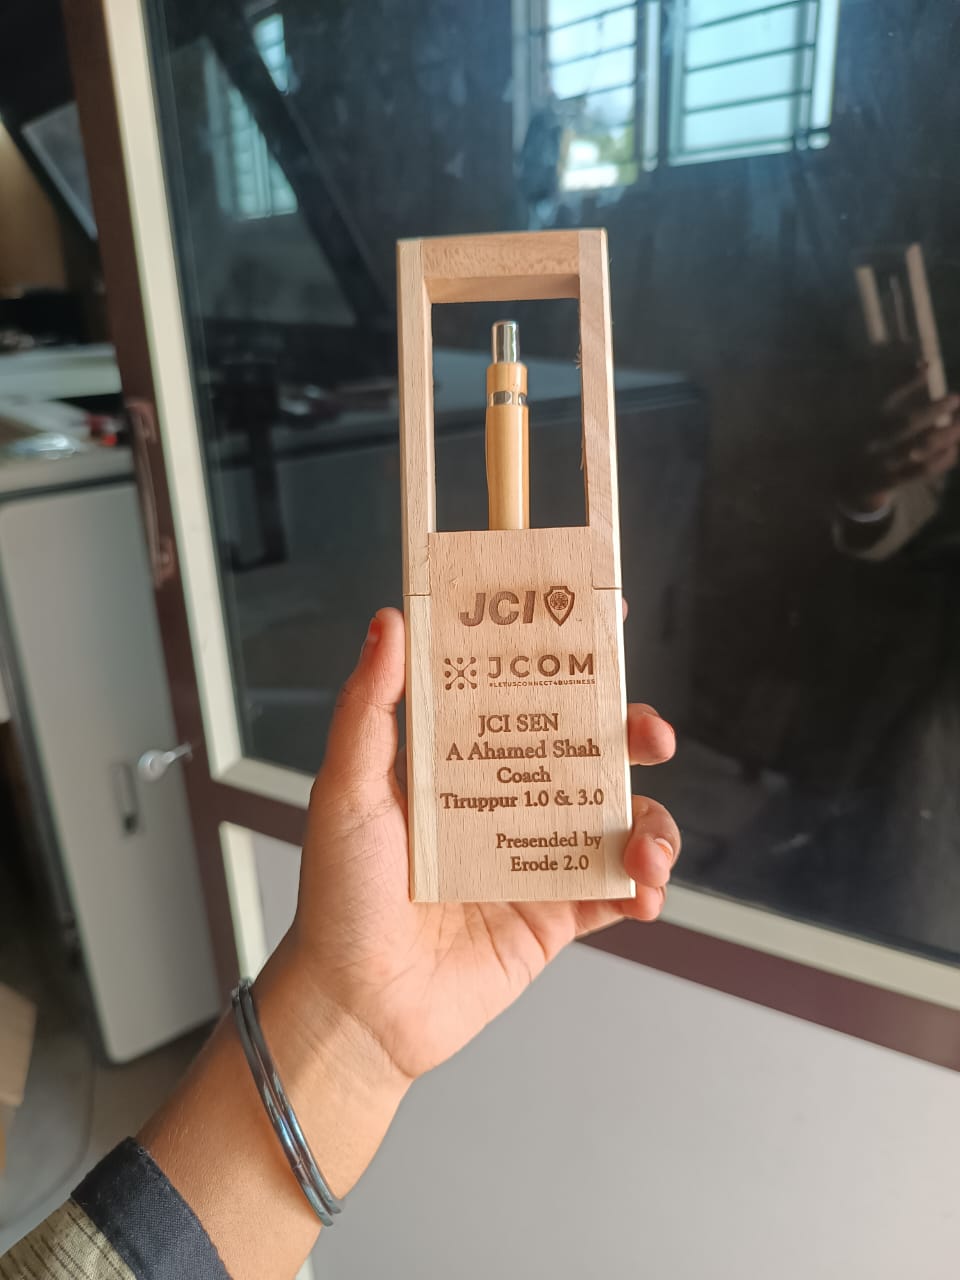 JCI
JCOM
#LETUSCONNECT4BUSINESS
JCI SEN
A Ahamed Shah
Coach
Tiruppur 1.0 & 3.0
Presended by
Erode 2.0